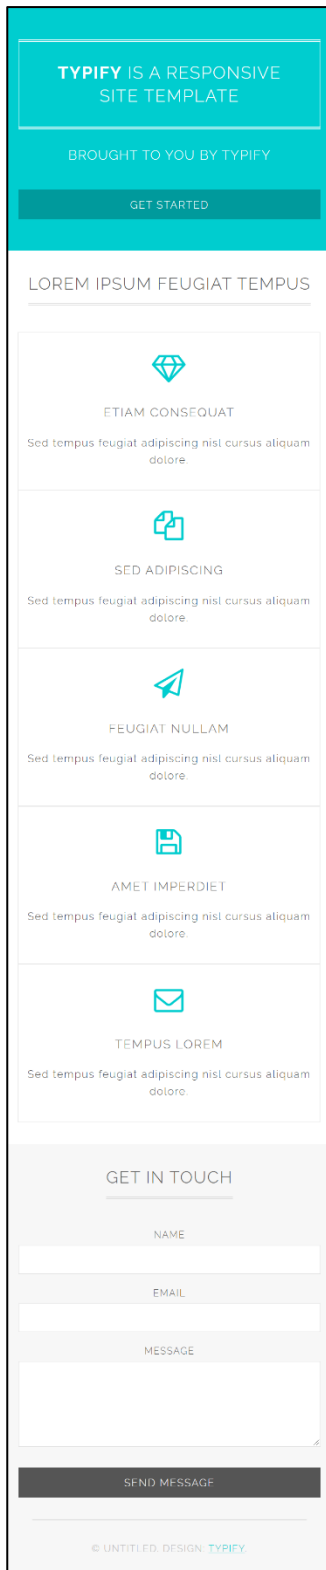 TYPIFY IS A RESPONSIVE
SITE TEMPLATE
BROUGHT TO YOU BY TYPIFY
GET STARTED
LOREM IPSUM FEUGIAT TEMPUS
ETIAM CONSEQUAT
Sed tempus feugiat adipiscing nisl cursus aliquam
dolore.
SED ADIPISCING
Sed tempus feugiat adipiscing nisl cursus aliquam
dolore.
FEUGIAT NULLAM
Sed tempus feugiat adipiscing nisl cursus aliquam
dolore.
AMET IMPERDIET
Sed tempus feugiat adipiscing nisl cursus aliquam
dolore.
TEMPUS LOREM
Sed tempus feugiat adipiscing nisl cursus aliquam
dolore.
GET IN TOUCH
NAME
EMAIL
MESSAGE
SEND MESSAGE
© UNTITLED. DESIGN: TYPIFY.